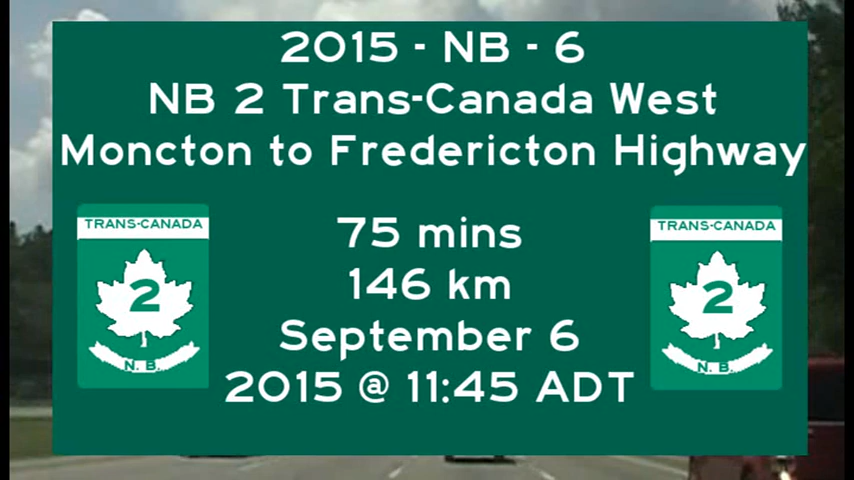 2015 - NB - 6
NB 2 Trans-Canada West
Moncton to Fredericton Highway
TRANS-CANADA
2
N. B.
75 mins
146 km
September 6
2015 @ 11:45 ADT
TRANS-CANADA
2
N. B.